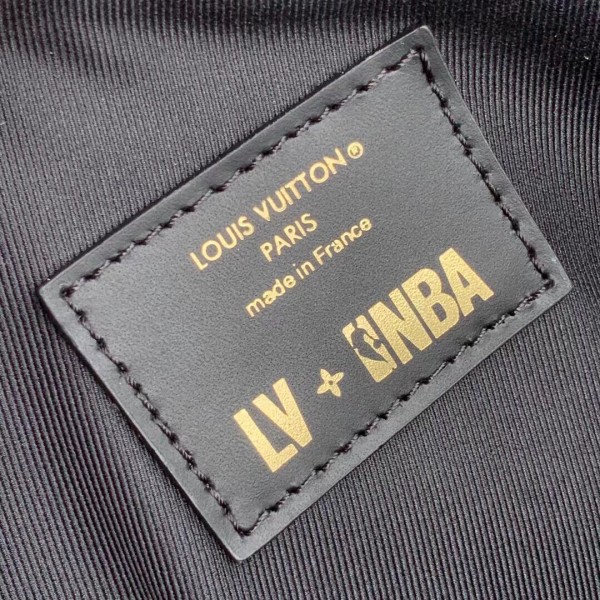 LOUIS VUITTON®
PARIS
made in France
LV + NBA